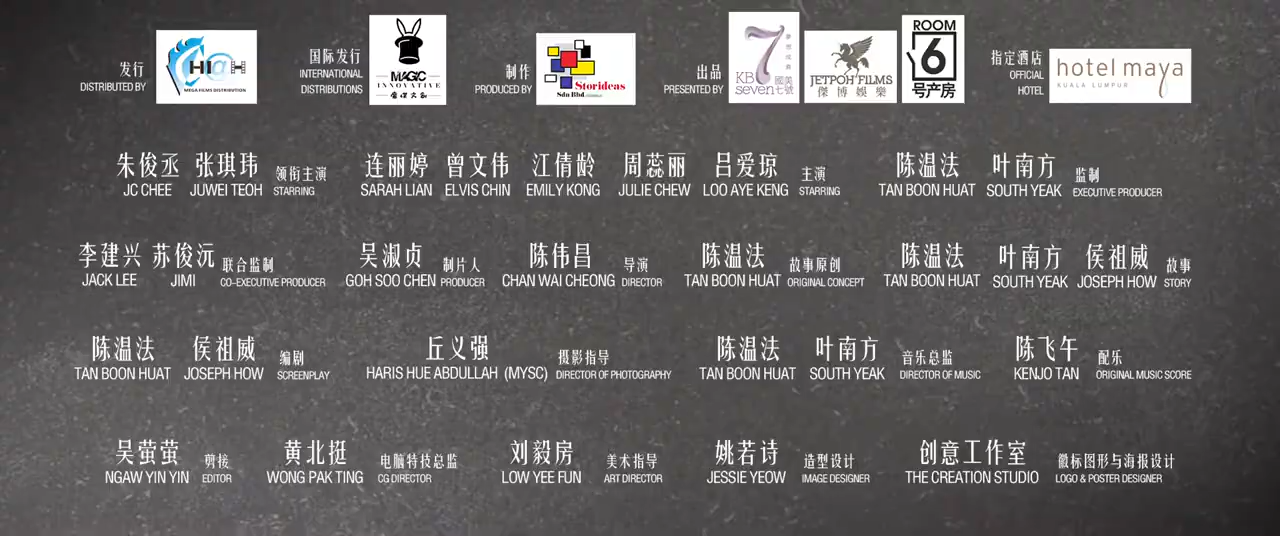 发行
DISTRIBUTED BY
HI@H
MEGA FILMS DISTRIBUTION
国际发行
INTERNATIONAL
DISTRIBUTIONS
MAGIC
INNOVATIVE
制作
PRODUCED BY
Storideas
Sdn Bhd
出品
PRESENTED BY
KB 7 國美
seven 七號
JETPOH FILMS
傑博娛樂
ROOM
6
号产房
指定酒店
OFFICIAL
HOTEL
hotel maya
KUALA LUMPUR
朱俊丞 张琪玮 领衔主演 连丽婷 曾文伟 江倩龄 周蕊丽 吕爱琼 主演 陈温法 叶南方 监制
JC CHEE JUWEI TEOH STARRING SARAH LIAN ELVIS CHIN EMILY KONG JULIE CHEW LOO AYE KENG STARRING TAN BOON HUAT SOUTH YEAK EXECUTIVE PRODUCER
李建兴 苏俊沅 联合监制 吴淑贞 制片人 陈伟昌 导演 陈温法 故事原创 陈温法 叶南方 侯祖威 故事
JACK LEE JIMI CO-EXECUTIVE PRODUCER GOH SOO CHEN PRODUCER CHAN WAI CHEONG DIRECTOR TAN BOON HUAT ORIGINAL CONCEPT TAN BOON HUAT SOUTH YEAK JOSEPH HOW STORY
陈温法 侯祖威 编剧 丘义强 摄影指导 陈温法 叶南方 音乐总监 陈飞午 配乐
TAN BOON HUAT JOSEPH HOW SCREENPLAY HARIS HUE ABDULLAH (MYSC) DIRECTOR OF PHOTOGRAPHY TAN BOON HUAT SOUTH YEAK DIRECTOR OF MUSIC KENJO TAN ORIGINAL MUSIC SCORE
吴萤萤 剪接 黄北挺 电脑特技总监 刘毅房 美术指导 姚若诗 造型设计 创意工作室 徽标图形与海报设计
NGAW YIN YIN EDITOR WONG PAK TING CG DIRECTOR LOW YEE FUN ART DIRECTOR JESSIE YEOW IMAGE DESIGNER THE CREATION STUDIO LOGO & POSTER DESIGNER